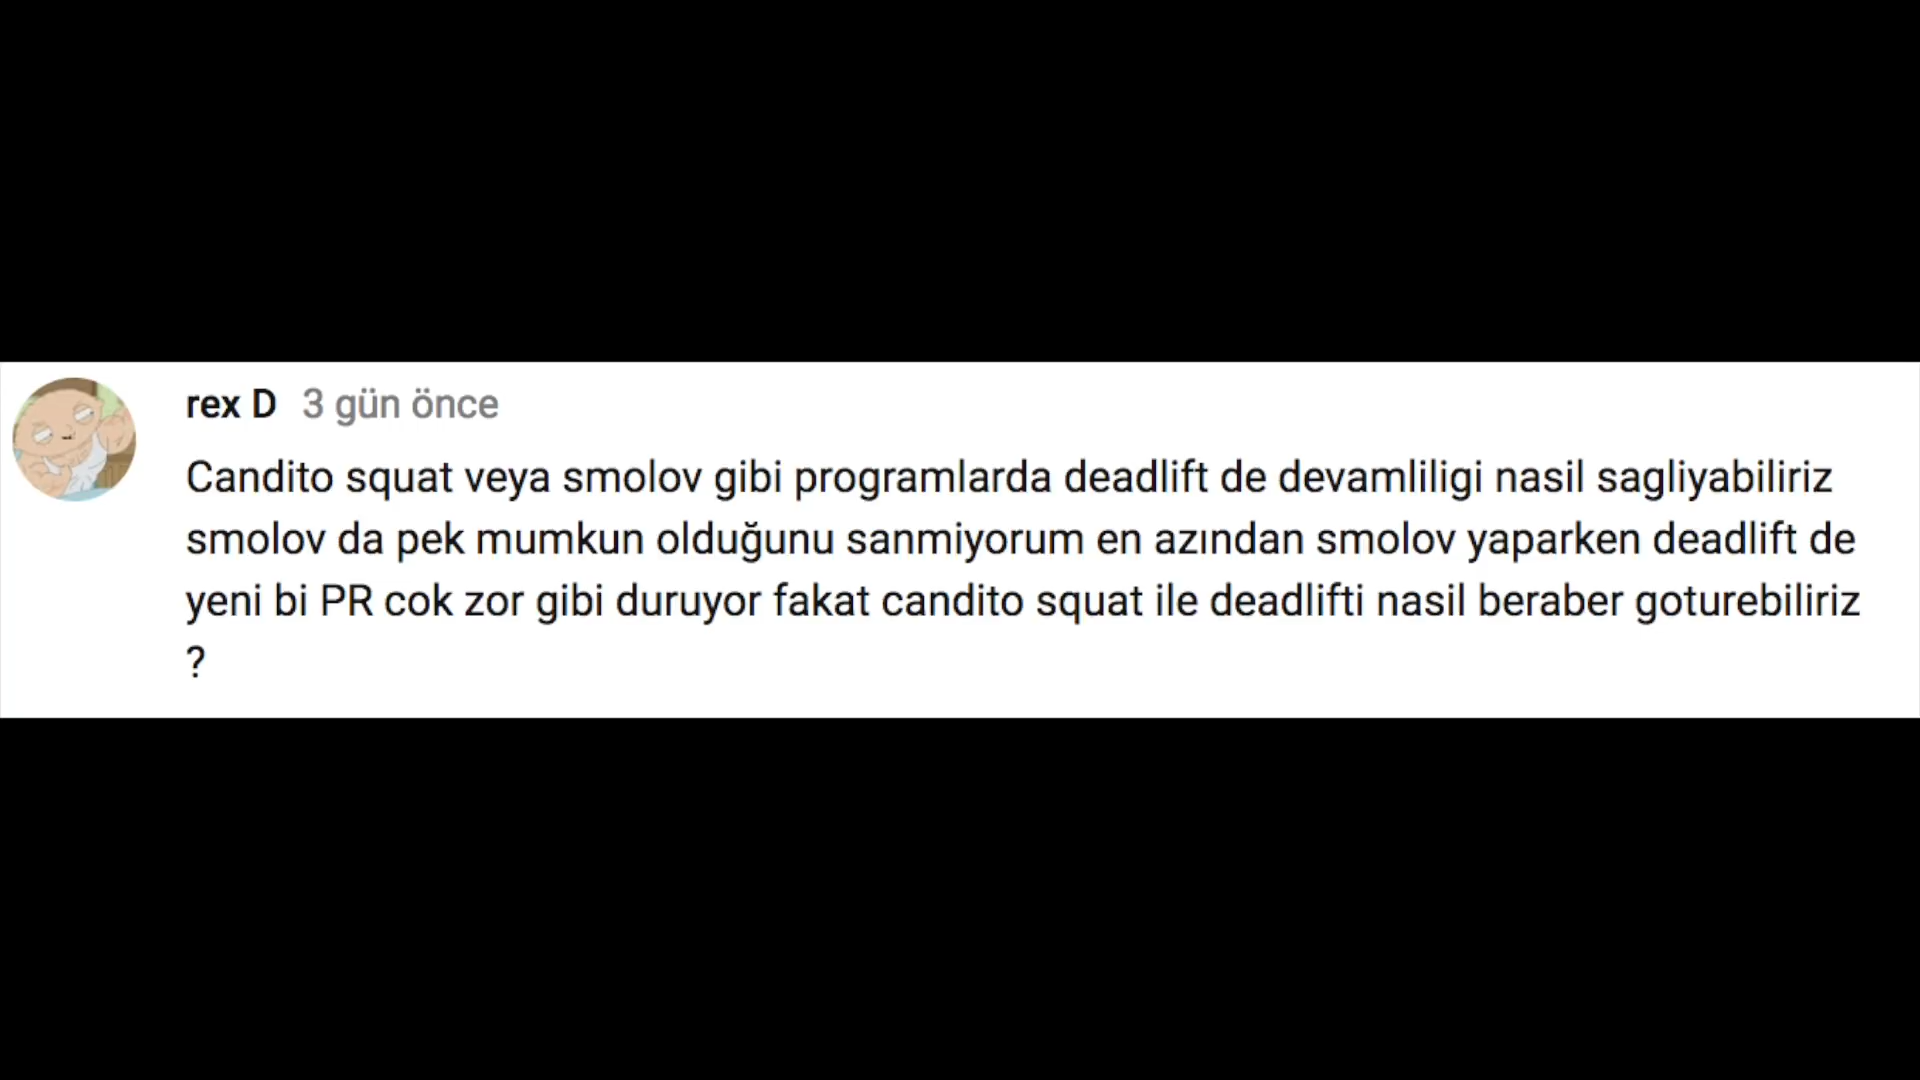 rex D 3 gün önce
Candito squat veya smolov gibi programlarda deadlift de devamliligi nasil sagliyabiliriz
smolov da pek mumkun olduğunu sanmiyorum en azından smolov yaparken deadlift de
yeni bi PR cok zor gibi duruyor fakat candito squat ile deadlifti nasil beraber goturebiliriz
?